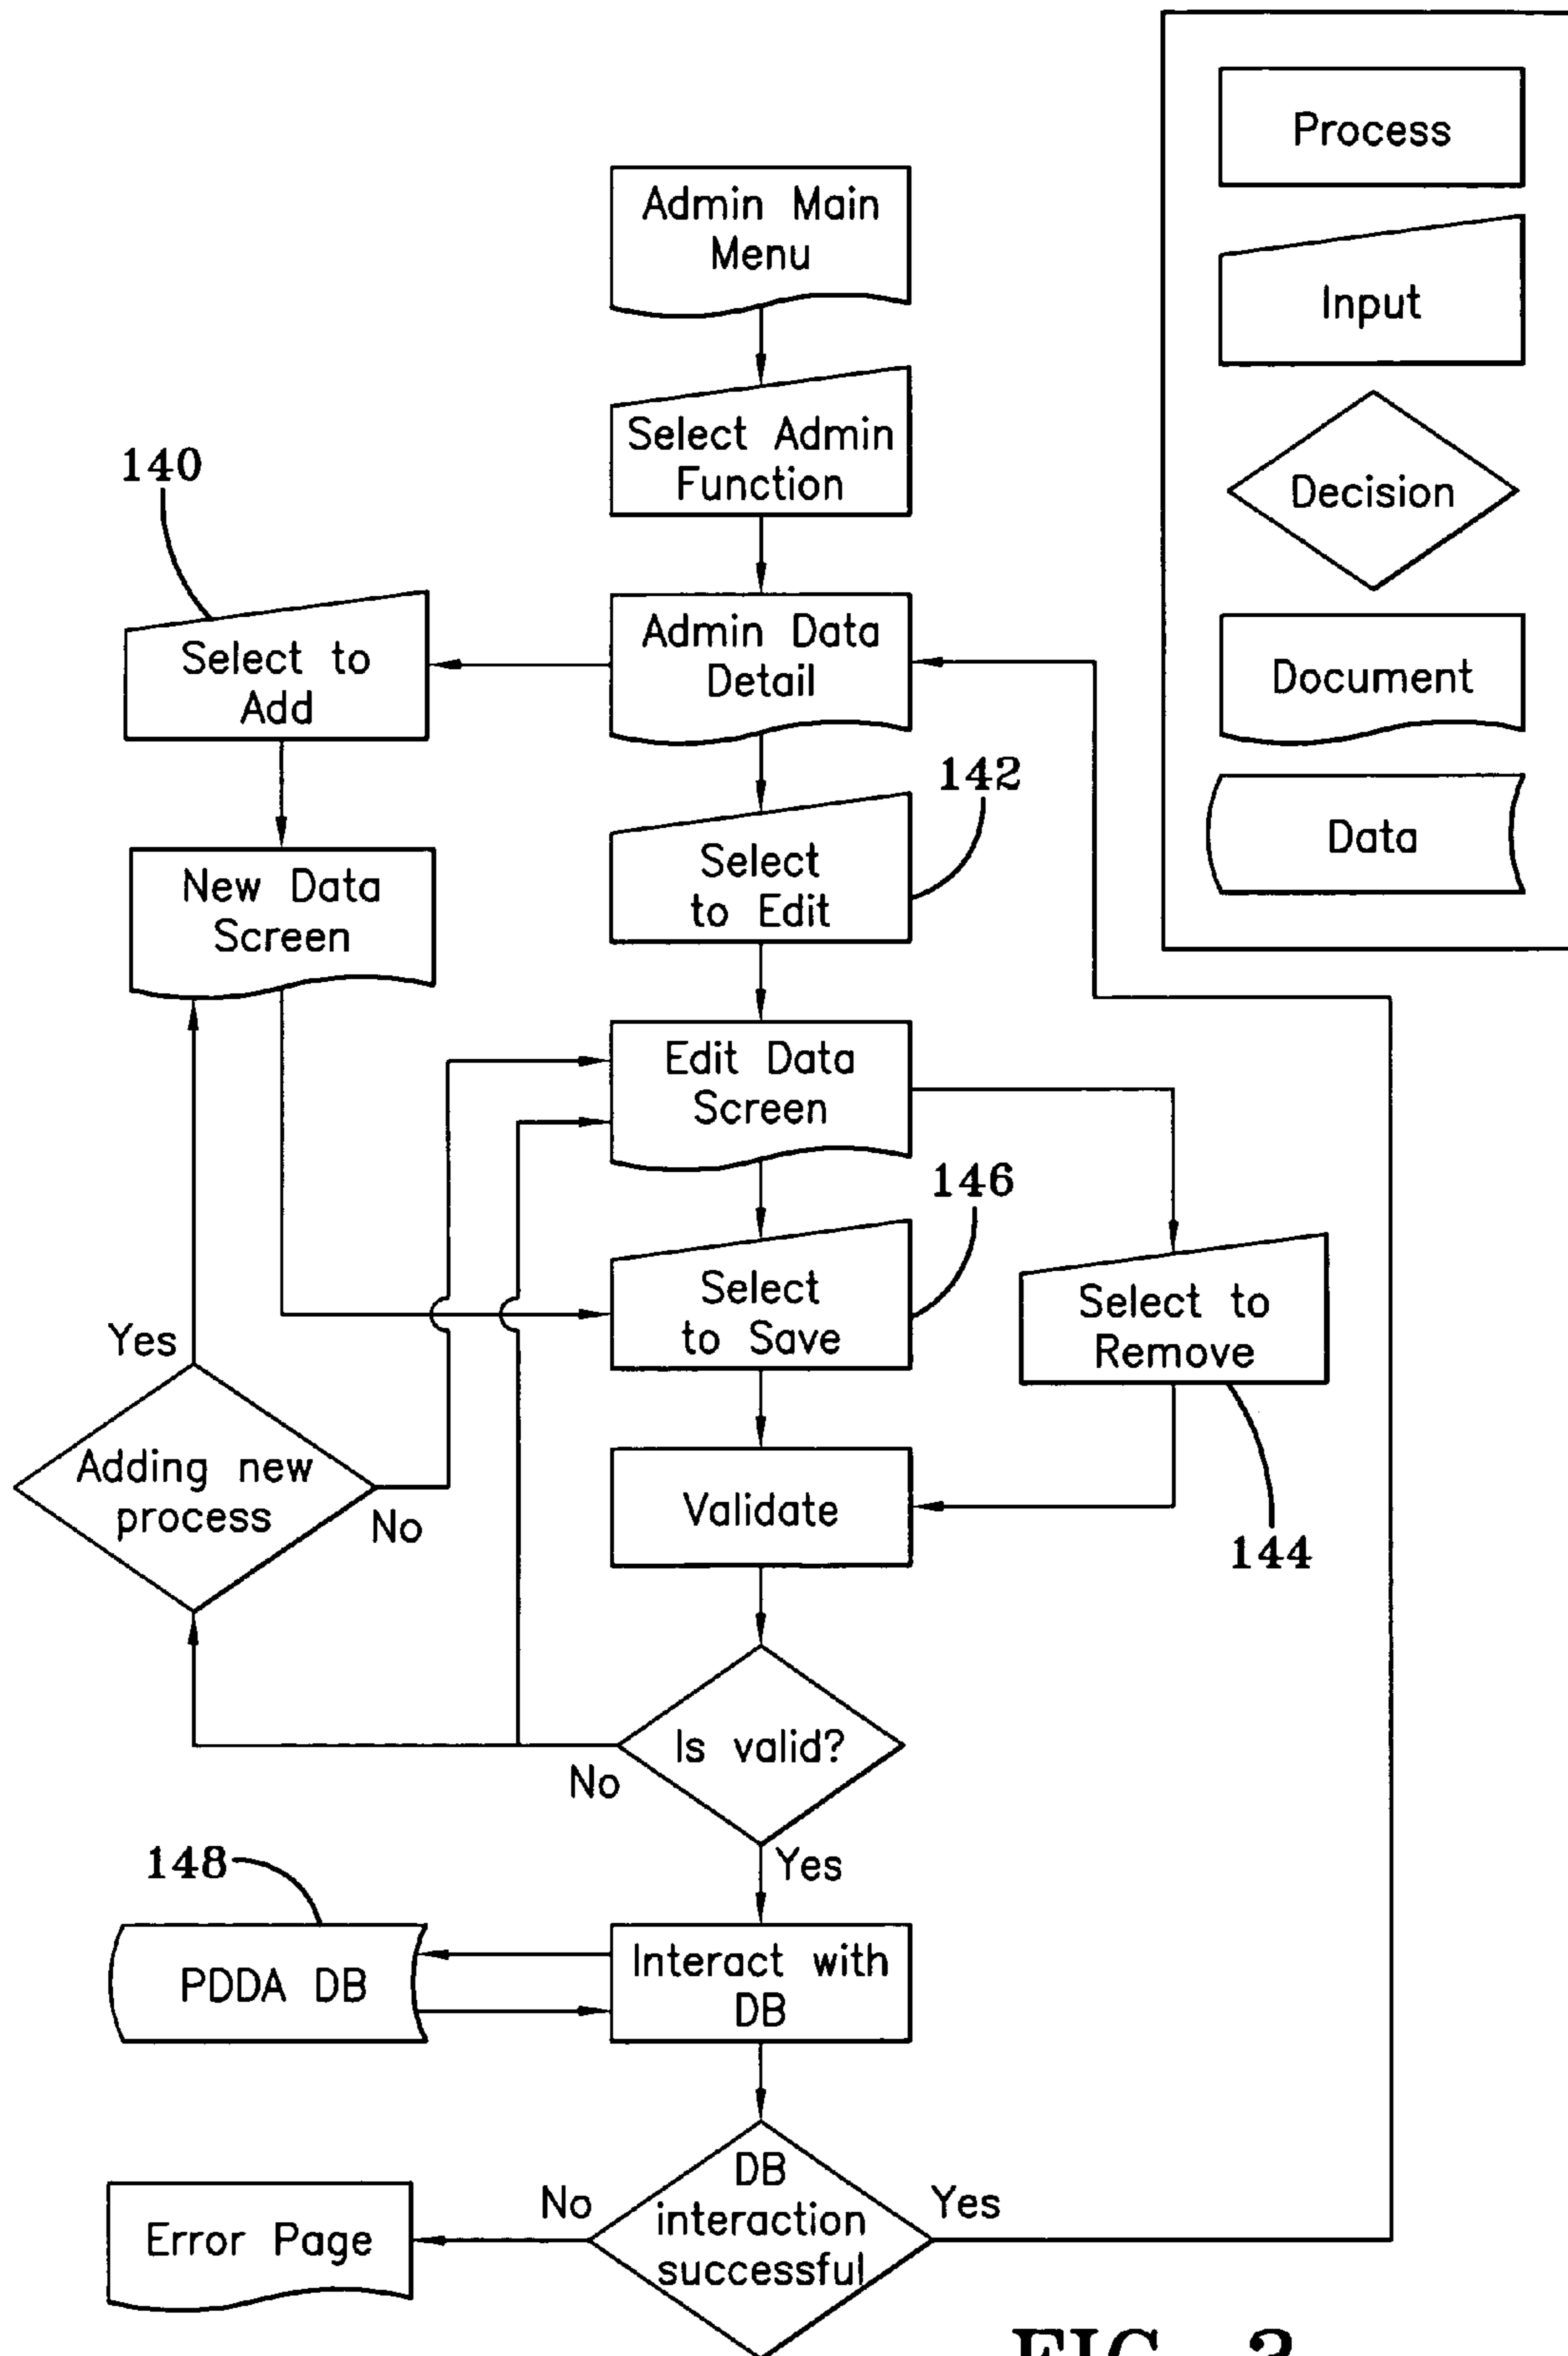 Process
Admin Main
Menu
Input
Select Admin
Function
140
Decision
Admin Data
Detail
Select to
Add
Document
142
Data
Select
to Edit
New Data
Screen
Edit Data
Screen
146
Select
to Save
Select to
Remove
Yes
Adding new
process
No
Validate
144
Is valid?
No
Yes
148
PDDA DB
Interact with
DB
DB
interaction
successful
No
Yes
Error Page
FIG. 3